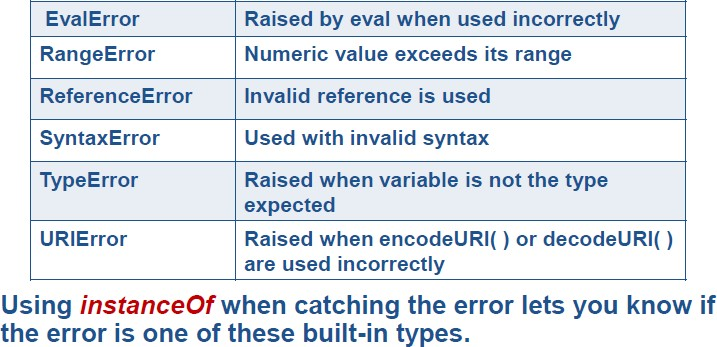 EvalError Raised by eval when used incorrectly
RangeError Numeric value exceeds its range
ReferenceError Invalid reference is used
SyntaxError Used with invalid syntax
TypeError Raised when variable is not the type
expected
URIError Raised when encodeURI( ) or decodeURI( )
are used incorrectly
Using instanceOf when catching the error lets you know if
the error is one of these built-in types.